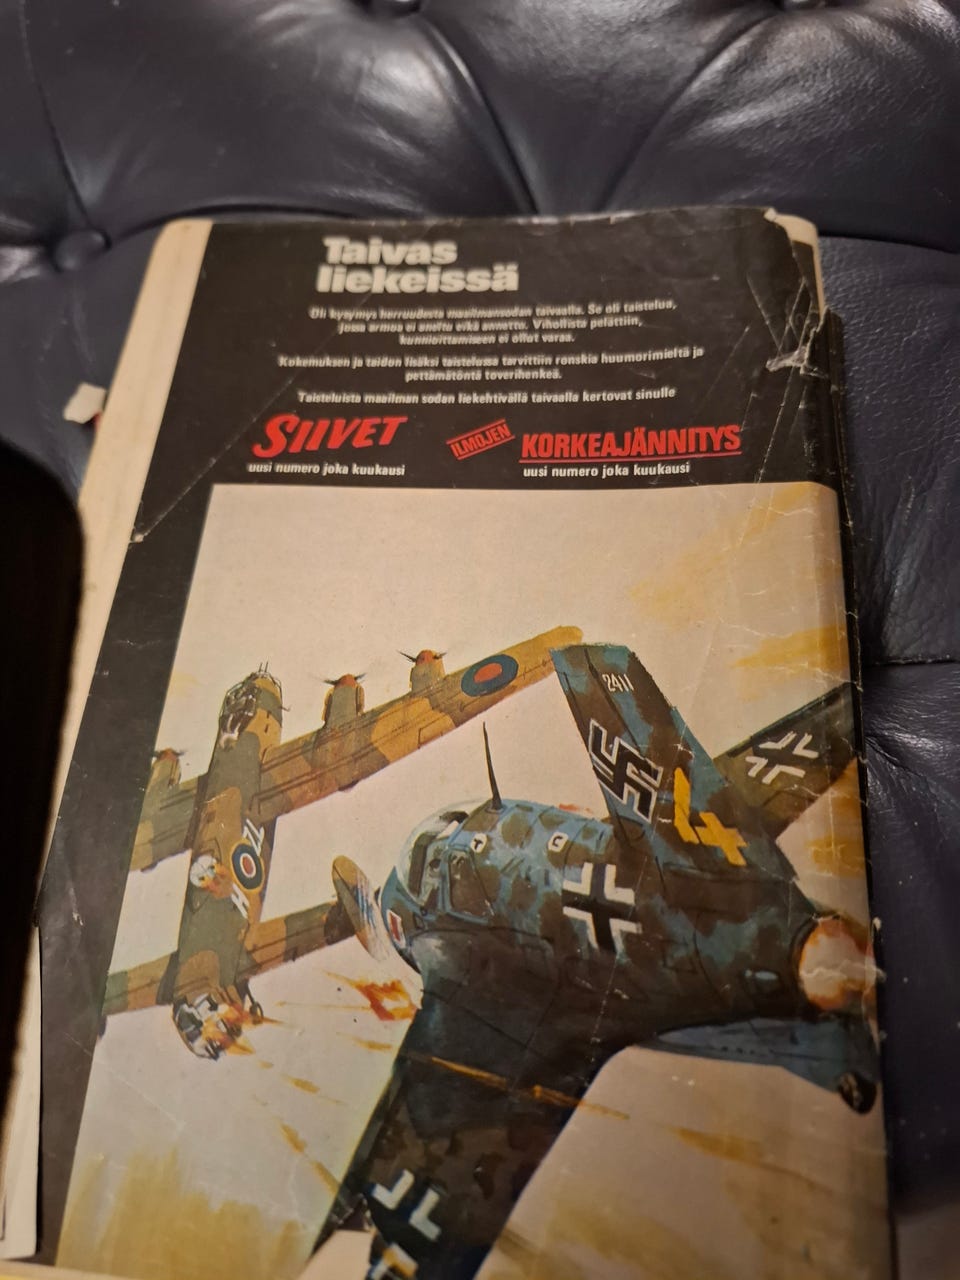 Taivas
liekeissä
Oli kysymys herruudesta maailmansodan taivaalla. Se oli taistelua,
jossa armoa ei anottu eikä annettu. Vihollista pelättiin,
kunnioittamiseen ei ollut varaa.
Kokemuksen ja taidon lisäksi taistelussa tarvittiin ronskia huumorimieltä ja
pettämätöntä toverihenkeä.
Taisteluista maailman sodan liekehtivällä taivaalla kertovat sinulle
SIIVET
uusi numero joka kuukausi
ILMOJEN
KORKEAJÄNNITYS
uusi numero joka kuukausi
2411
4
ZL
H
T
C